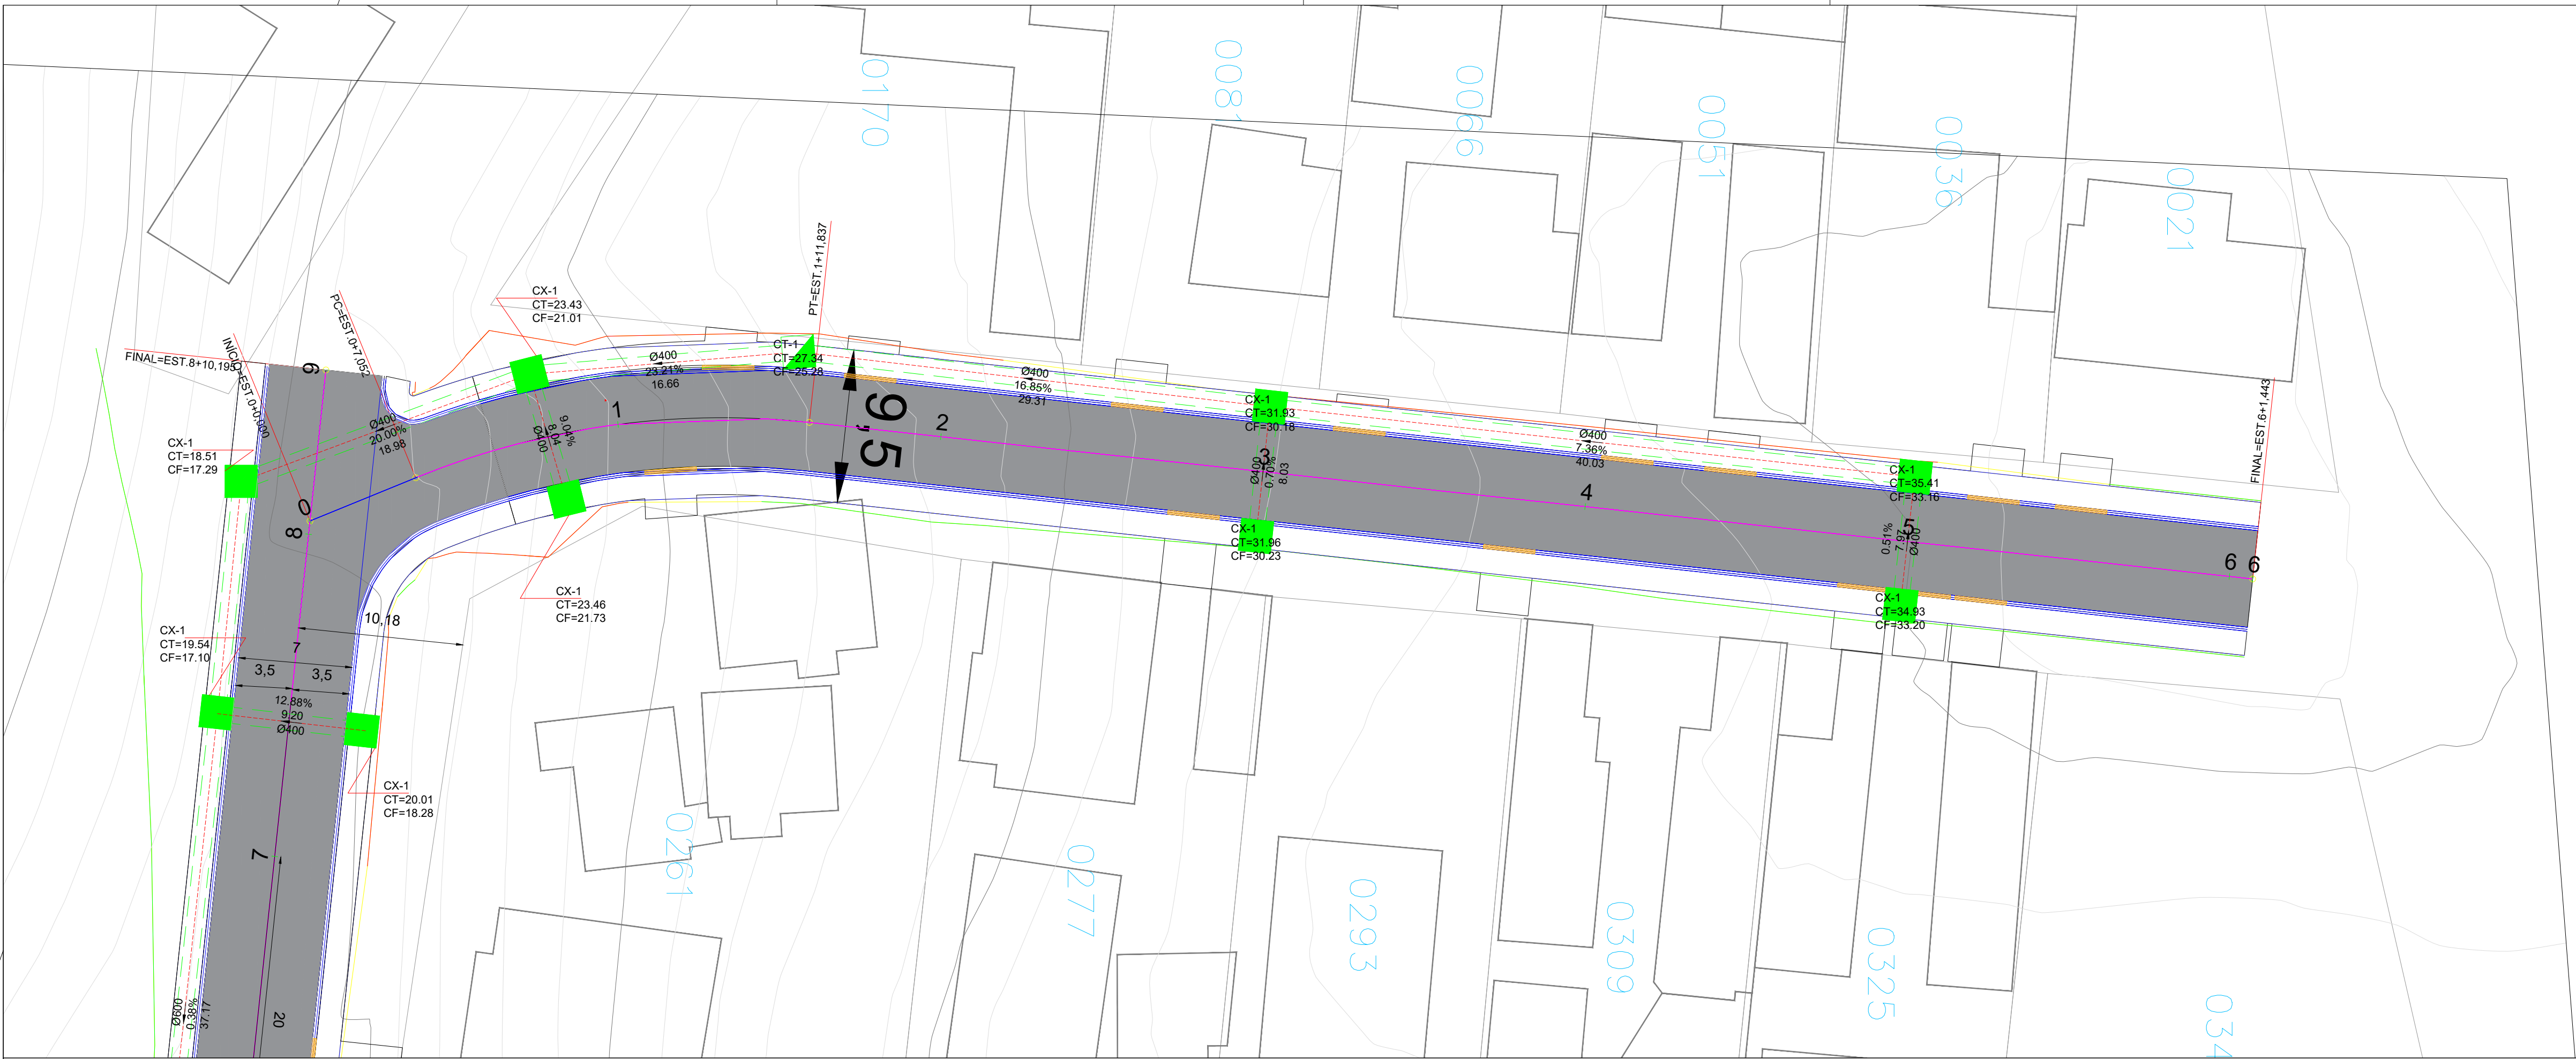 0170
0081
0066
0051
0036
0021
PT=EST.1+11,837
PC=EST.0+7,052
INÍCIO=EST.0+0,000
FINAL=EST.8+10,195
FINAL=EST.6+1,43
CX-1
CT=23.43
CF=21.01
CT-1
CT=27.34
CF=25.28
Ø400
23.21%
16.66
Ø400
16.85%
29.31
CX-1
CT=31.93
CF=30.18
Ø400
7.36%
40.03
CX-1
CT=35.41
CF=33.16
Ø400
20.00%
18.98
9.04%
8.04
Ø400
9
1
9,5
2
3
4
5
6
6
0
8
CX-1
CT=18.51
CF=17.29
Ø400
0.70%
8.03
0.51%
7.97
Ø400
CX-1
CT=31.96
CF=30.23
CX-1
CT=34.93
CF=33.20
CX-1
CT=23.46
CF=21.73
CX-1
CT=19.54
CF=17.10
10,18
7
3,5
3,5
12.88%
9.20
Ø400
CX-1
CT=20.01
CF=18.28
7
20
Ø600
0.38%
37.17
0261
0277
0293
0309
0325
034